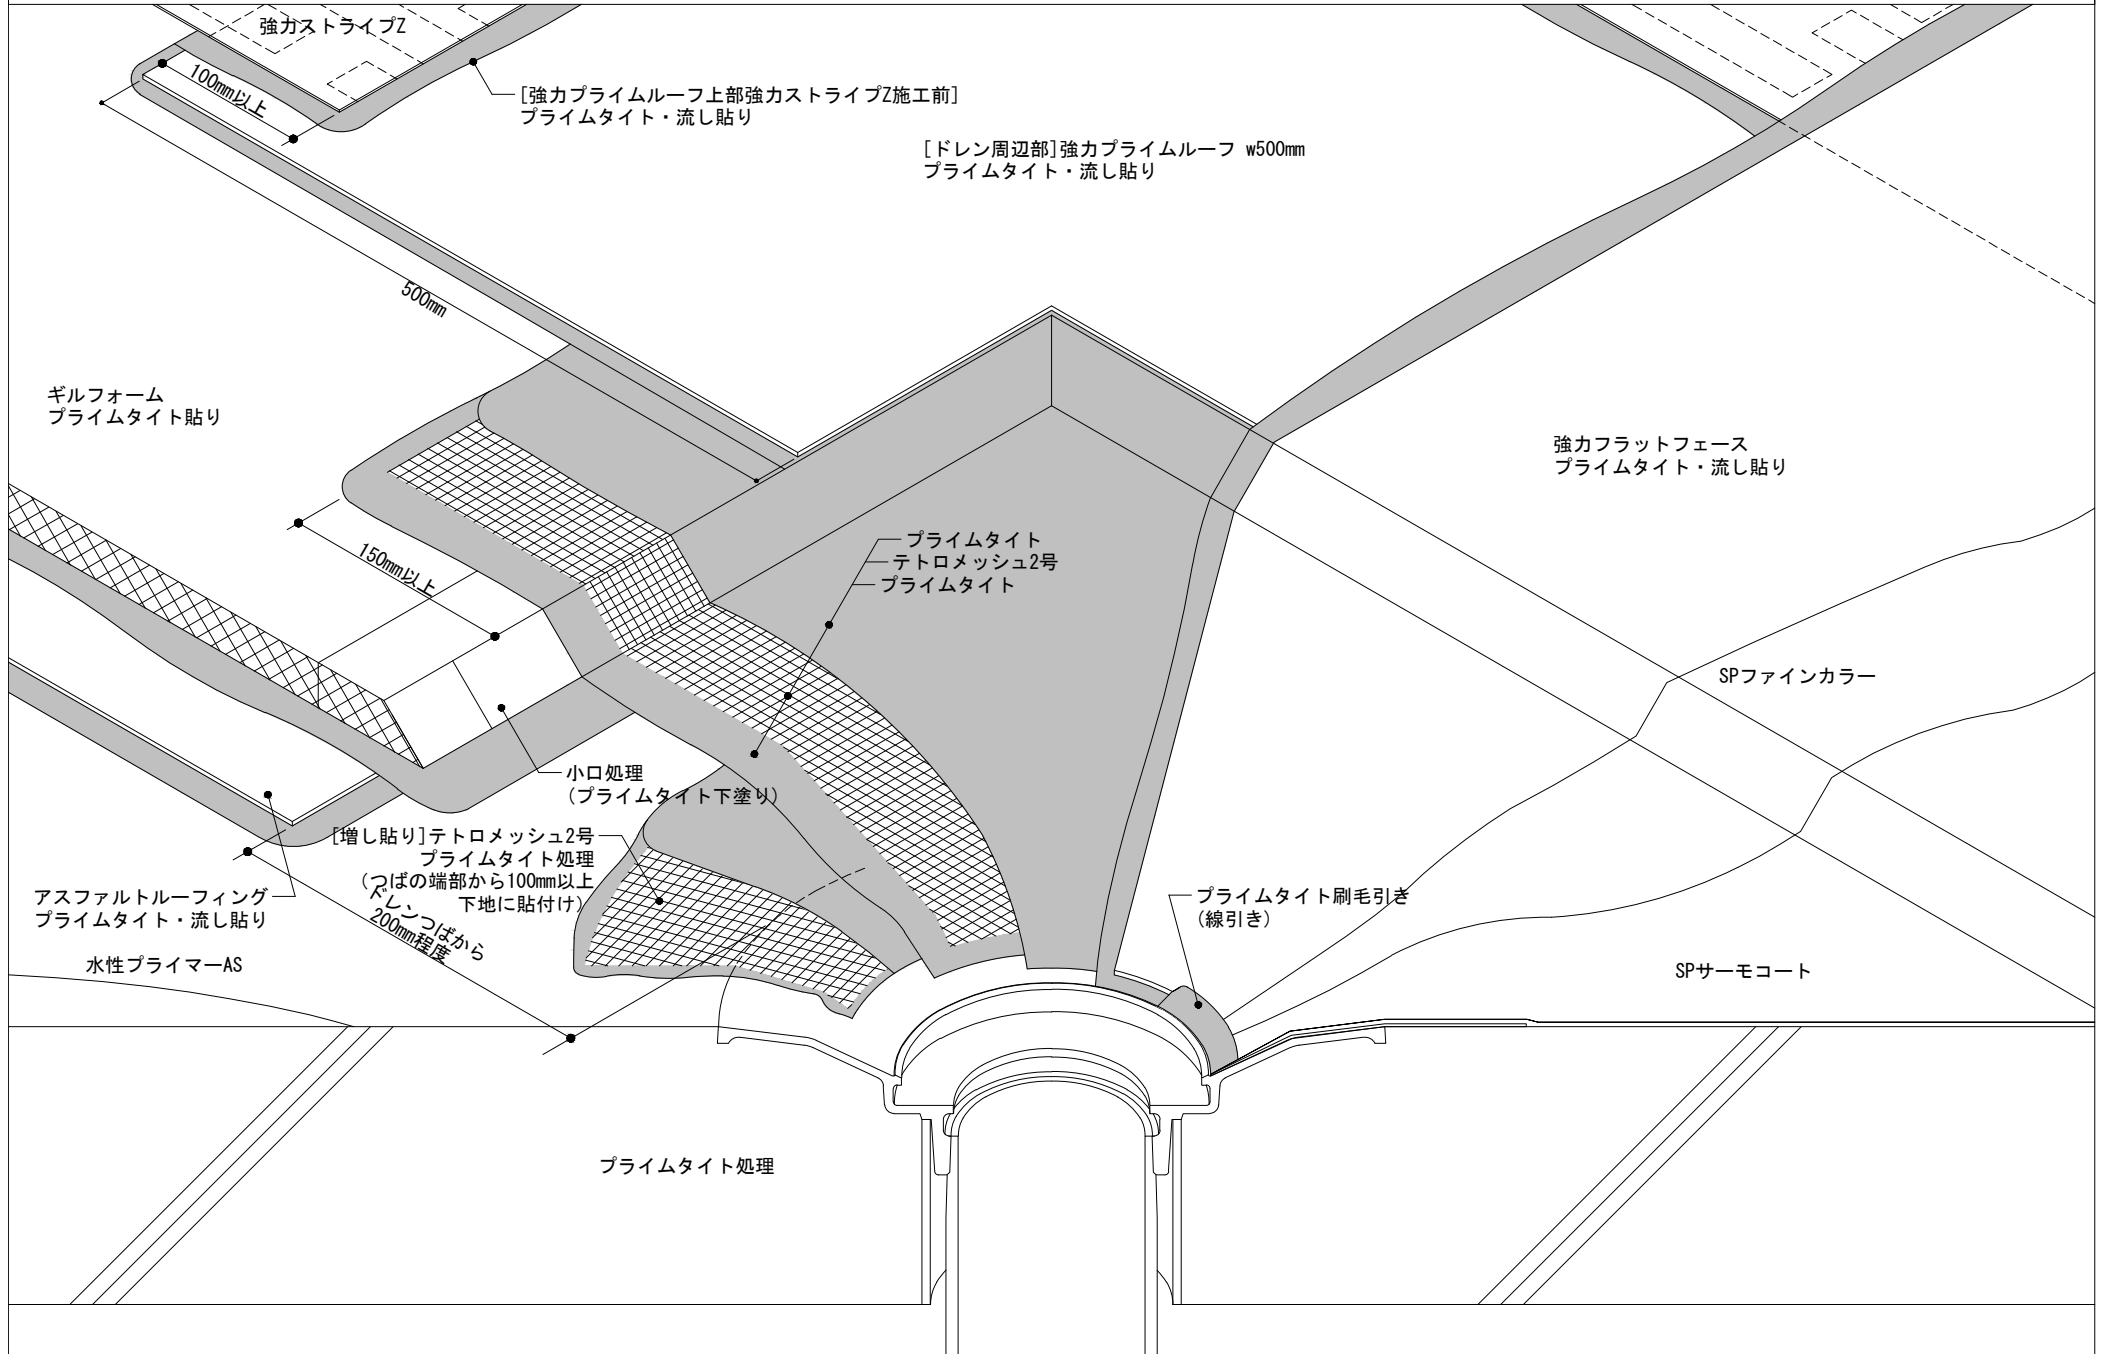 強力ストライプZ
100mm以上
[強力プライムルーフ上部強力ストライプZ施工前]
プライムタイト・流し貼り
[ドレン周辺部]強力プライムルーフ w500mm
プライムタイト・流し貼り
500mm
ギルフォーム
プライムタイト貼り
強力フラットフェース
プライムタイト・流し貼り
150mm以上
プライムタイト
テトロメッシュ2号
プライムタイト
SPファインカラー
小口処理
(プライムタイト下塗り)
[増し貼り]テトロメッシュ2号
プライムタイト処理
(つばの端部から100mm以上
下地に貼付け)
アスファルトルーフィング
プライムタイト・流し貼り
ドレンつばから
200mm程度
プライムタイト刷毛引き
(線引き)
水性プライマーAS
SPサーモコート
プライムタイト処理